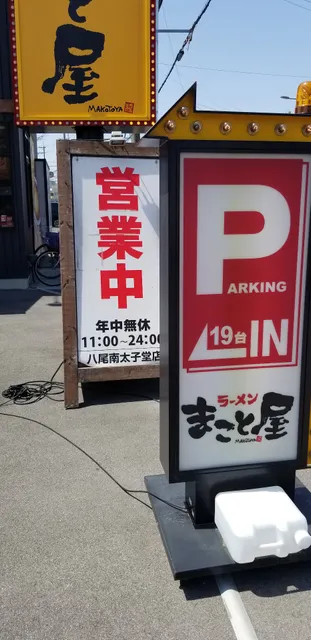 と屋
MAKOTOYA
営業中
年中無休
11:00~24:00
八尾南太子堂店
P
PARKING
19台 IN
ラーメン
まこと屋
MAKOTOYA